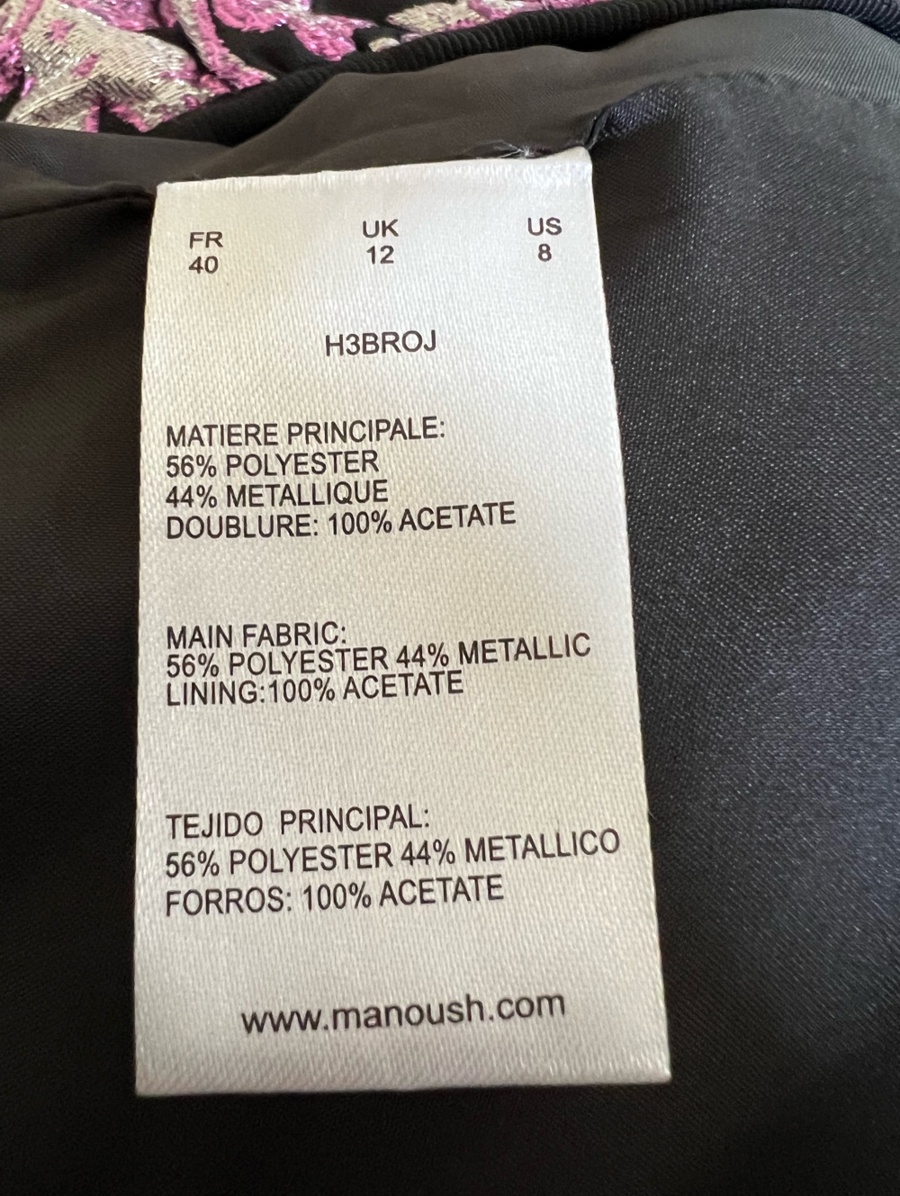 FR UK US
40 12 8
H3BROJ
MATIERE PRINCIPALE:
56% POLYESTER
44% METALLIQUE
DOUBLURE: 100% ACETATE
MAIN FABRIC:
56% POLYESTER 44% METALLIC
LINING:100% ACETATE
TEJIDO PRINCIPAL:
56% POLYESTER 44% METALLICO
FORROS: 100% ACETATE
www.manoush.com